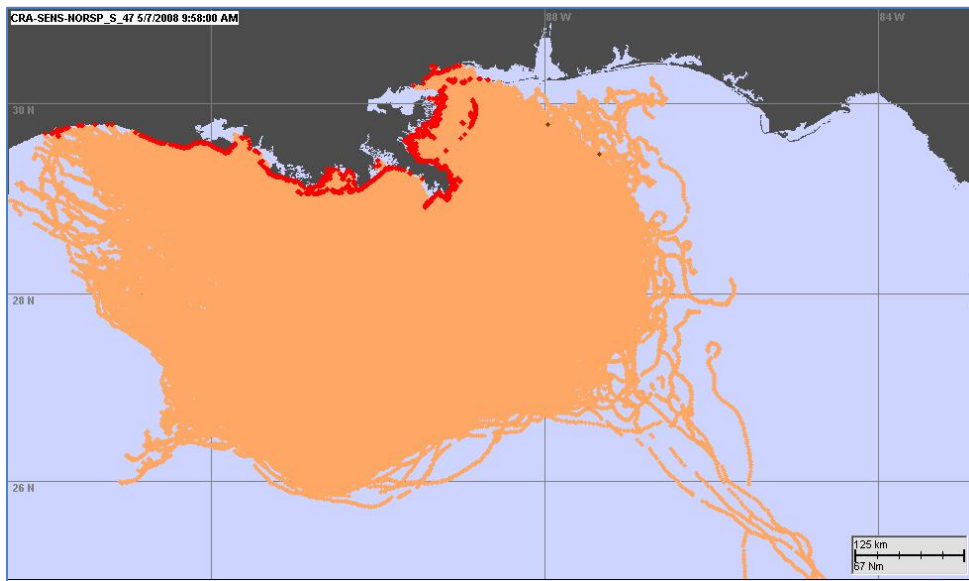 CRA-SENS-NORSP_S_47 5/7/2008 9:58:00 AM
88 W
84 W
30 N
28 N
26 N
125 km
67 Nm